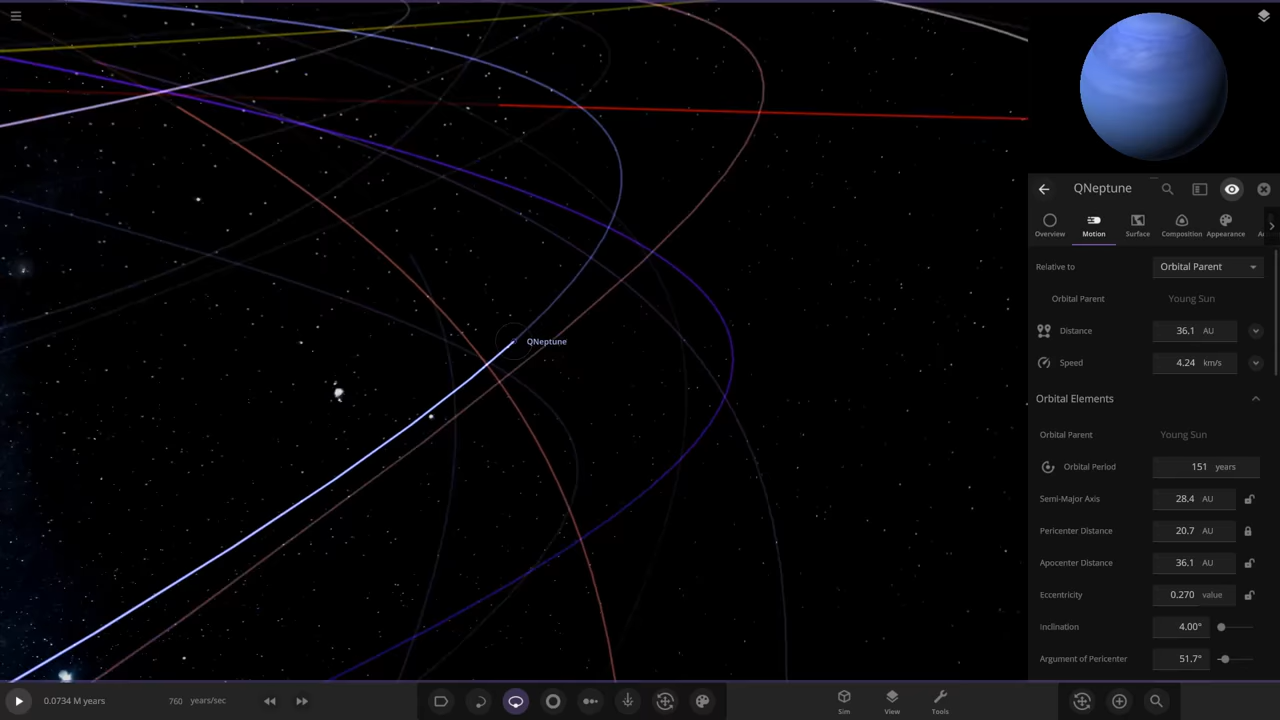 QNeptune
QNeptune
Overview Motion Surface Composition Appearance
Relative to Orbital Parent
Orbital Parent Young Sun
Distance 36.1 AU
Speed 4.24 km/s
Orbital Elements
Orbital Parent Young Sun
Orbital Period 151 years
Semi-Major Axis 28.4 AU
Pericenter Distance 20.7 AU
Apocenter Distance 36.1 AU
Eccentricity 0.270 value
Inclination 4.00°
Argument of Pericenter 51.7°
0.0734 M years 760 years/sec
Sim View Tools